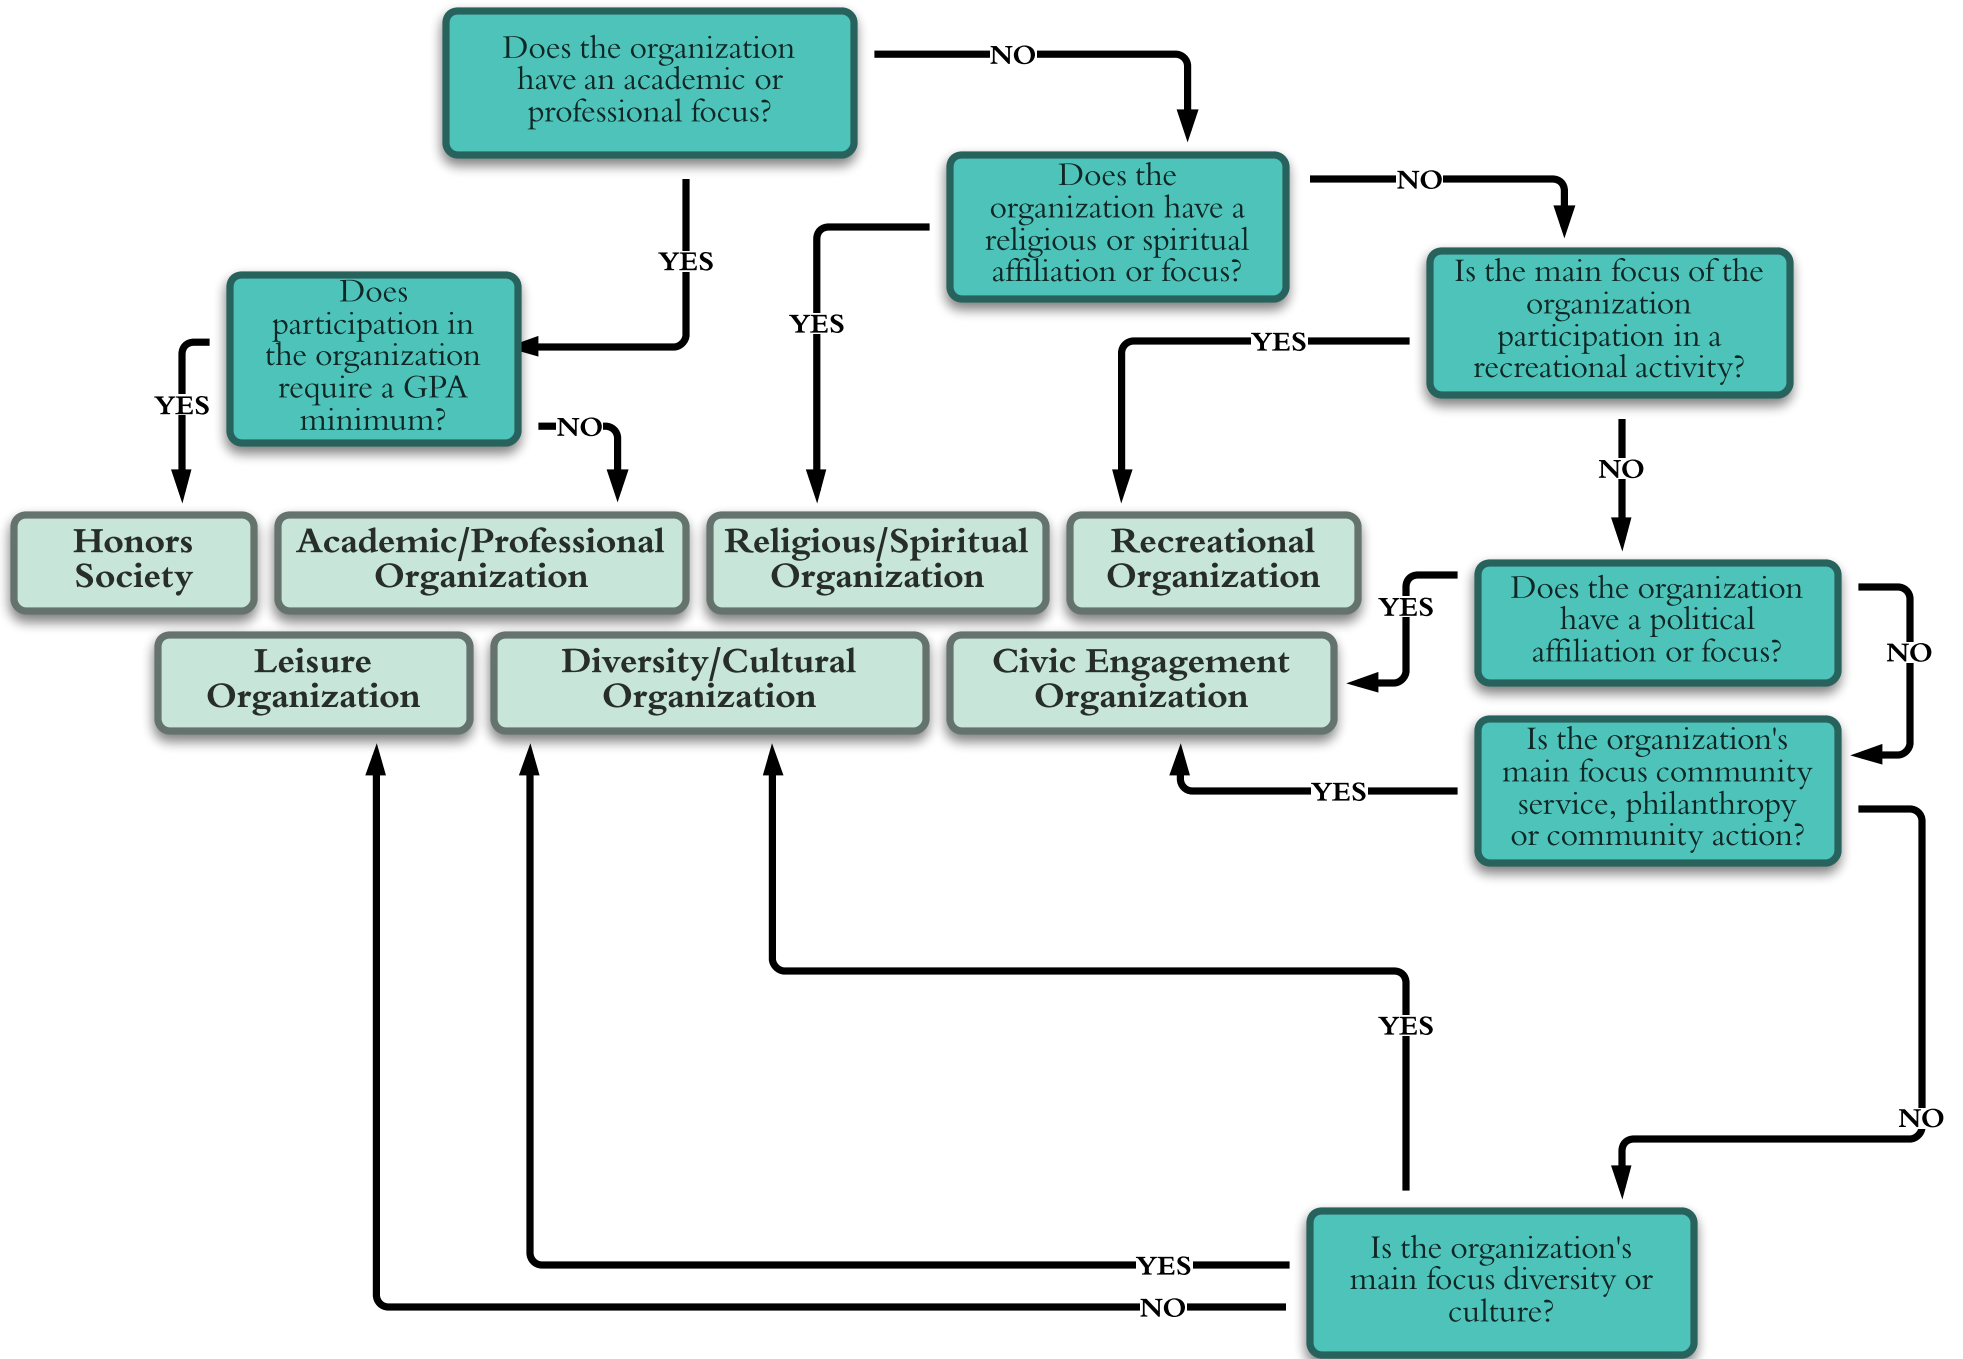 Does the organization
have an academic or
professional focus?
NO
Does the
organization have a
religious or spiritual
affiliation or focus?
NO
Is the main focus of the
organization
participation in a
recreational activity?
YES
Does
participation in
the organization
require a GPA
minimum?
YES
NO
YES
YES
NO
Honors
Society
Academic/Professional
Organization
Religious/Spiritual
Organization
Recreational
Organization
Does the organization
have a political
affiliation or focus?
YES
NO
Leisure
Organization
Diversity/Cultural
Organization
Civic Engagement
Organization
Is the organization's
main focus community
service, philanthropy
or community action?
YES
NO
YES
Is the organization's
main focus diversity or
culture?
YES
NO